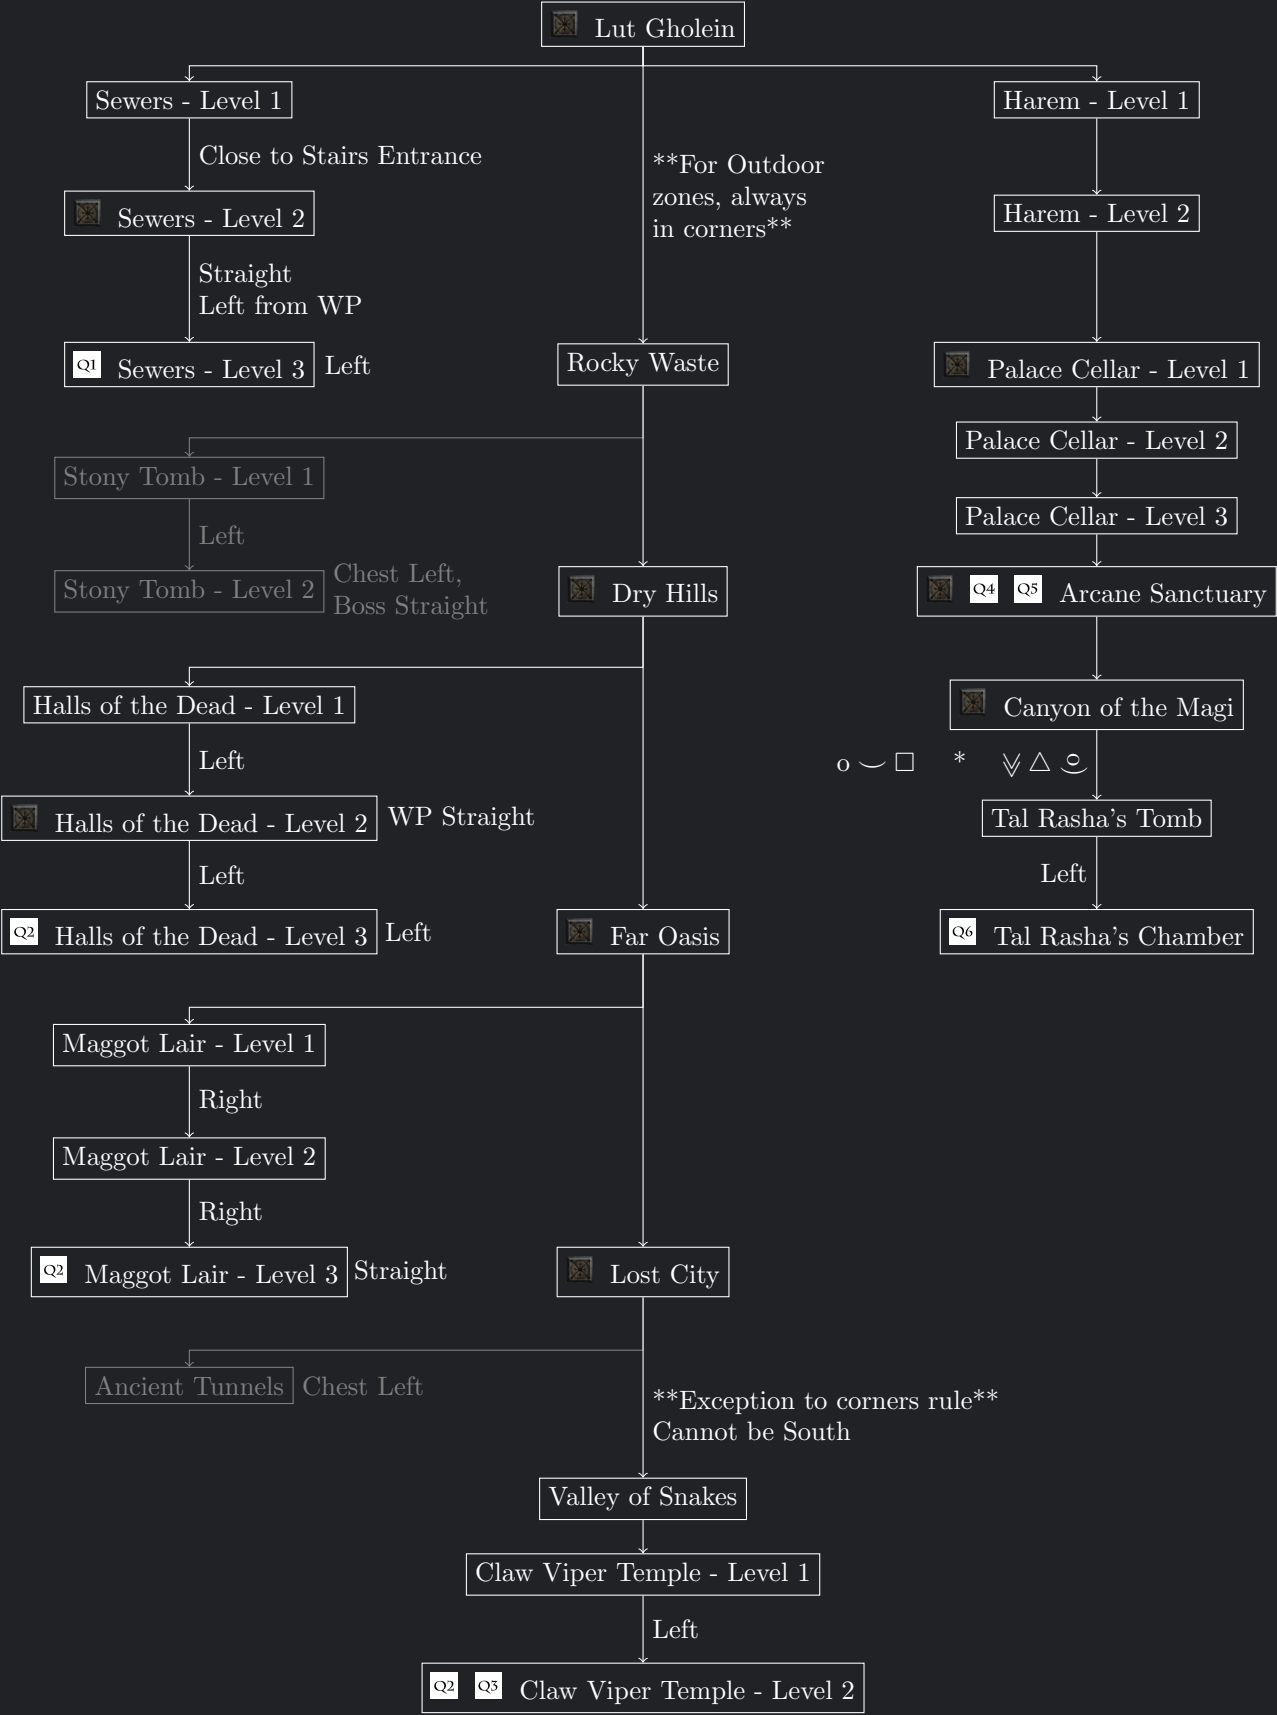 Lut Gholein
Sewers - Level 1
Harem - Level 1
Close to Stairs Entrance
**For Outdoor
zones, always
in corners**
Sewers - Level 2
Harem - Level 2
Straight
Left from WP
Q1 Sewers - Level 3 Left
Rocky Waste
Palace Cellar - Level 1
Palace Cellar - Level 2
Stony Tomb - Level 1
Palace Cellar - Level 3
Left
Stony Tomb - Level 2
Chest Left,
Boss Straight
Dry Hills
Q4 Q5 Arcane Sanctuary
Halls of the Dead - Level 1
Canyon of the Magi
Left
o ⌣ □ * ⩔ △
Halls of the Dead - Level 2 WP Straight
Tal Rasha's Tomb
Left
Left
Q2 Halls of the Dead - Level 3 Left
Far Oasis
Q6 Tal Rasha's Chamber
Maggot Lair - Level 1
Right
Maggot Lair - Level 2
Right
Q2 Maggot Lair - Level 3 Straight
Lost City
Ancient Tunnels Chest Left
**Exception to corners rule**
Cannot be South
Valley of Snakes
Claw Viper Temple - Level 1
Left
Q2 Q3 Claw Viper Temple - Level 2